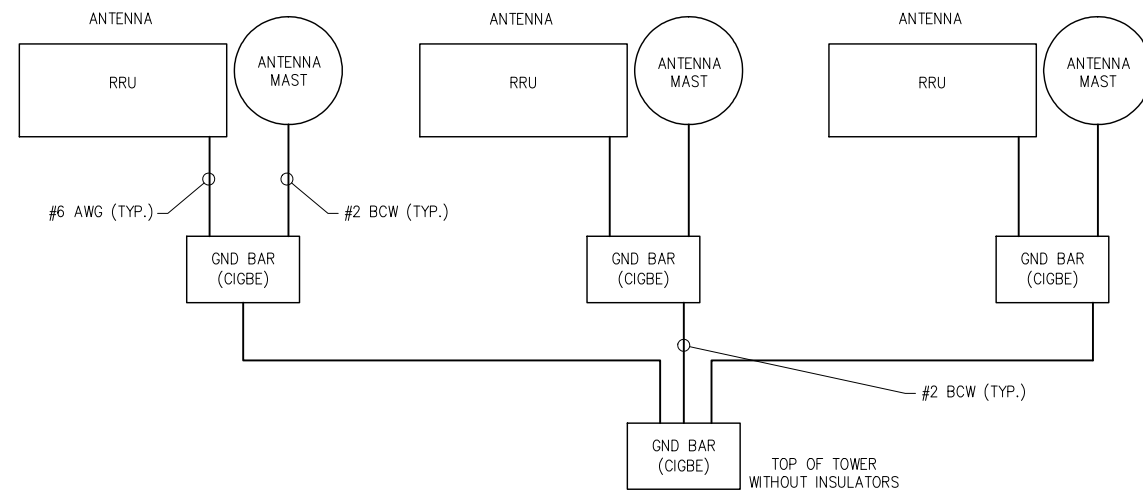 ANTENNA
ANTENNA
ANTENNA
RRU
ANTENNA
MAST
RRU
ANTENNA
MAST
RRU
ANTENNA
MAST
#6 AWG (TYP.)
#2 BCW (TYP.)
GND BAR
(CIGBE)
GND BAR
(CIGBE)
GND BAR
(CIGBE)
#2 BCW (TYP.)
GND BAR
(CIGBE)
TOP OF TOWER
WITHOUT INSULATORS